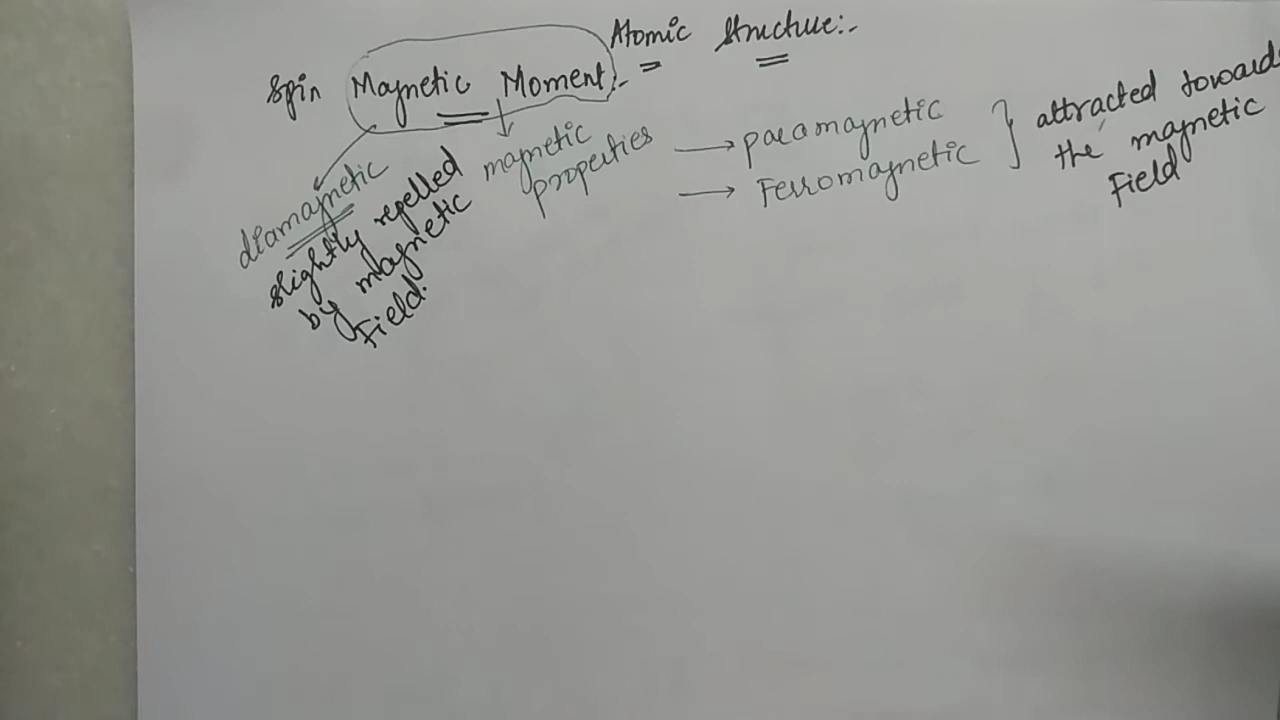 Atomic Structure:-
Spin Magnetic Moment:-
diamagnetic
slightly repelled
by magnetic
Field.
magnetic
properties
→ paramagnetic
→ Ferromagnetic
} attracted towards
the magnetic
Field